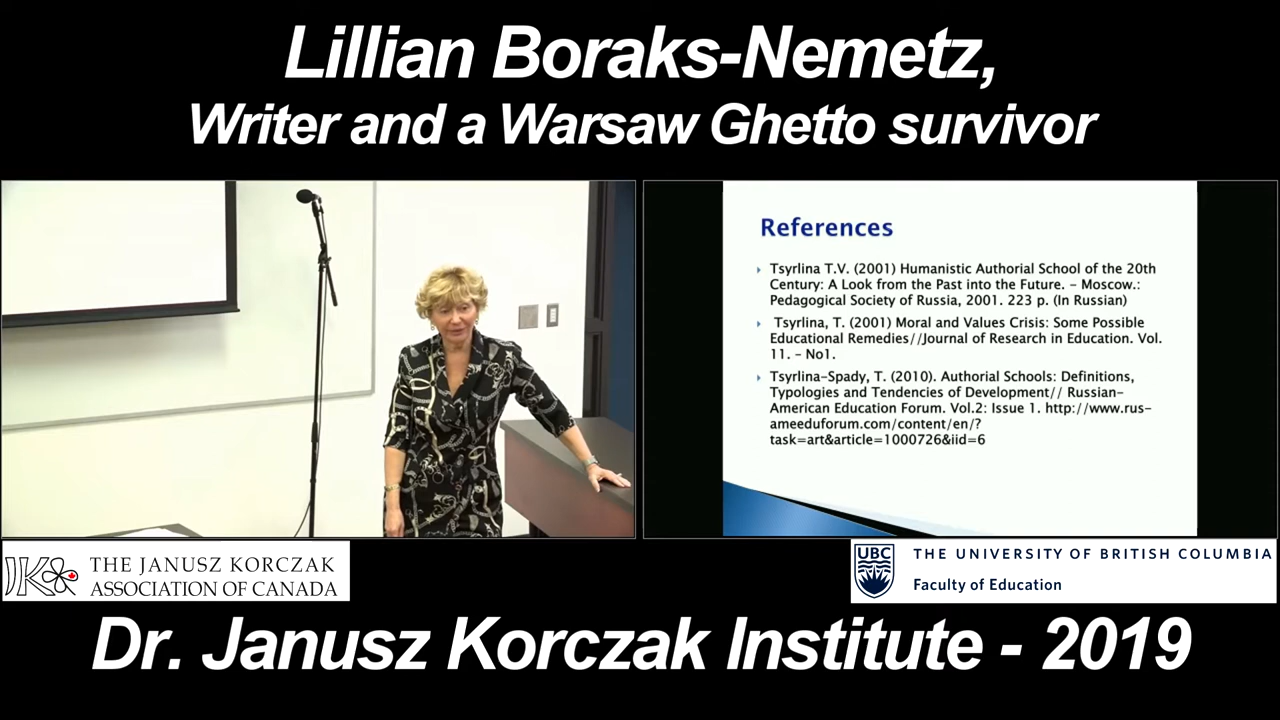 Lillian Boraks-Nemetz,
Writer and a Warsaw Ghetto survivor
References
Tsyrlina T.V. (2001) Humanistic Authorial School of the 20th
Century: A Look from the Past into the Future. – Moscow.:
Pedagogical Society of Russia, 2001. 223 p. (In Russian)
Tsyrlina, T. (2001) Moral and Values Crisis: Some Possible
Educational Remedies//Journal of Research in Education. Vol.
11. – No1.
Tsyrlina-Spady, T. (2010). Authorial Schools: Definitions,
Typologies and Tendencies of Development// Russian-
American Education Forum. Vol.2: Issue 1. http://www.rus-
ameeduforum.com/content/en/?
task=art&article=1000726&iid=6
JK
THE JANUSZ KORCZAK
ASSOCIATION OF CANADA
UBC
THE UNIVERSITY OF BRITISH COLUMBIA
Faculty of Education
Dr. Janusz Korczak Institute - 2019